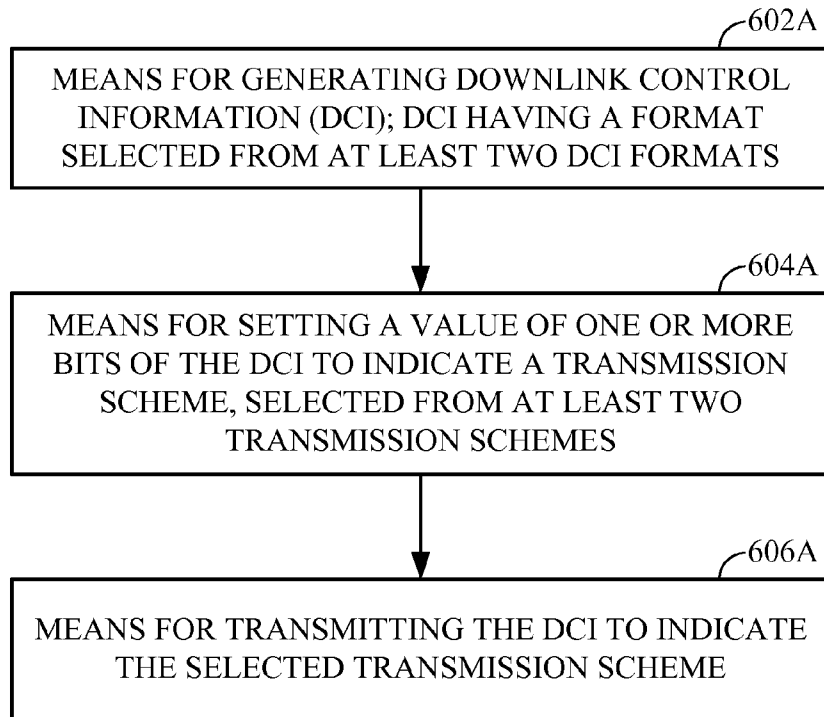 602A
MEANS FOR GENERATING DOWNLINK CONTROL
INFORMATION (DCI); DCI HAVING A FORMAT
SELECTED FROM AT LEAST TWO DCI FORMATS
604A
MEANS FOR SETTING A VALUE OF ONE OR MORE
BITS OF THE DCI TO INDICATE A TRANSMISSION
SCHEME, SELECTED FROM AT LEAST TWO
TRANSMISSION SCHEMES
606A
MEANS FOR TRANSMITTING THE DCI TO INDICATE
THE SELECTED TRANSMISSION SCHEME